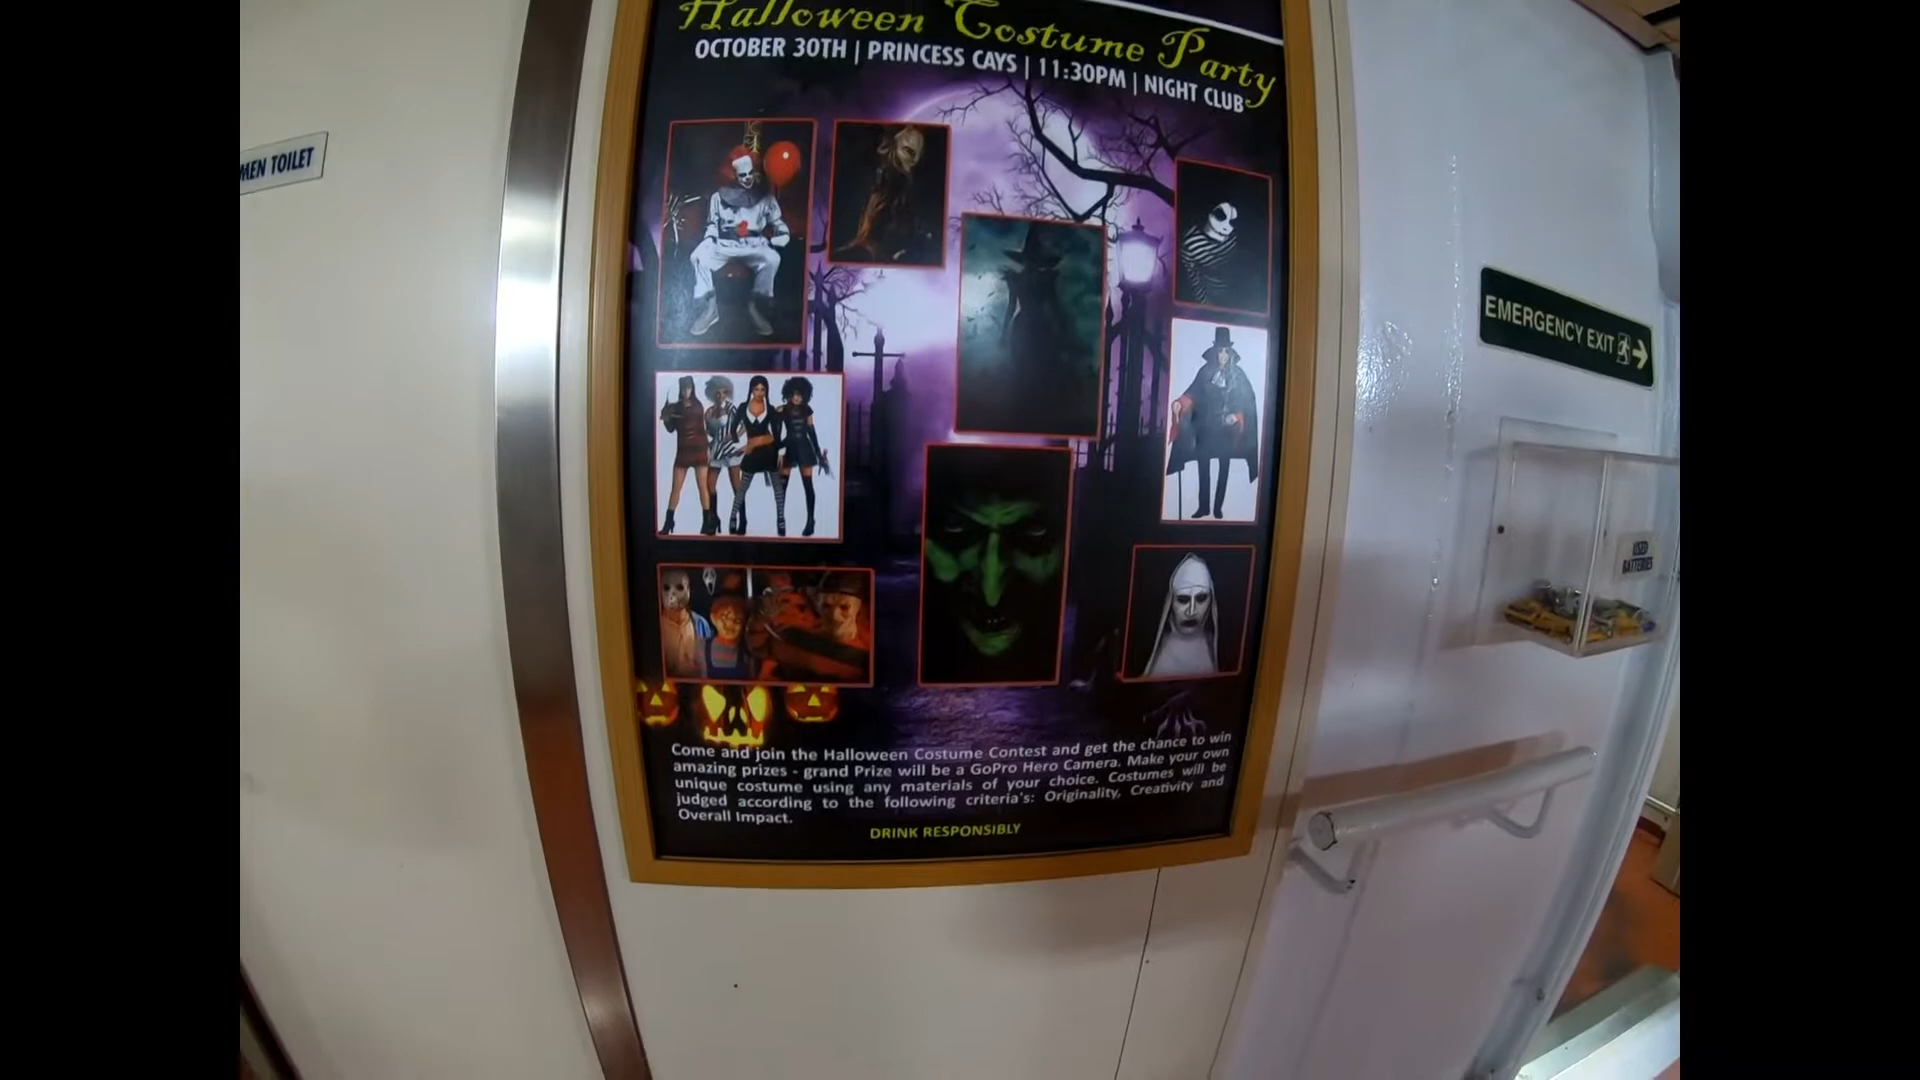 Halloween Costume Party
OCTOBER 30TH | PRINCESS CAYS | 11:30PM | NIGHT CLUB
MEN TOILET
EMERGENCY EXIT
USED
BATTERIES
Come and join the Halloween Costume Contest and get the chance to win
amazing prizes - grand Prize will be a GoPro Hero Camera. Make your own
unique costume using any materials of your choice. Costumes will be
judged according to the following criteria's: Originality, Creativity and
Overall Impact.
DRINK RESPONSIBLY